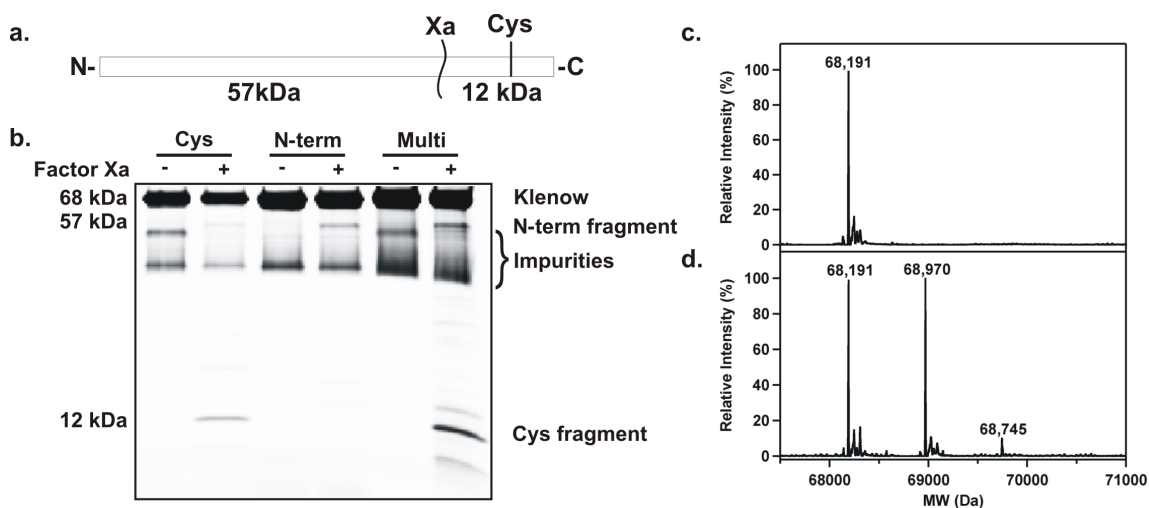 a.
Xa
Cys
N-
-C
57kDa
12 kDa
b.
Cys
N-term
Multi
Factor Xa
- + - + - +
68 kDa
57 kDa
12 kDa
Klenow
N-term fragment
Impurities
Cys fragment
c.
68,191
Relative Intensity (%)
100
80
60
40
20
0
d.
68,191
68,970
68,745
Relative Intensity (%)
100
80
60
40
20
0
68000 69000 70000 71000
MW (Da)